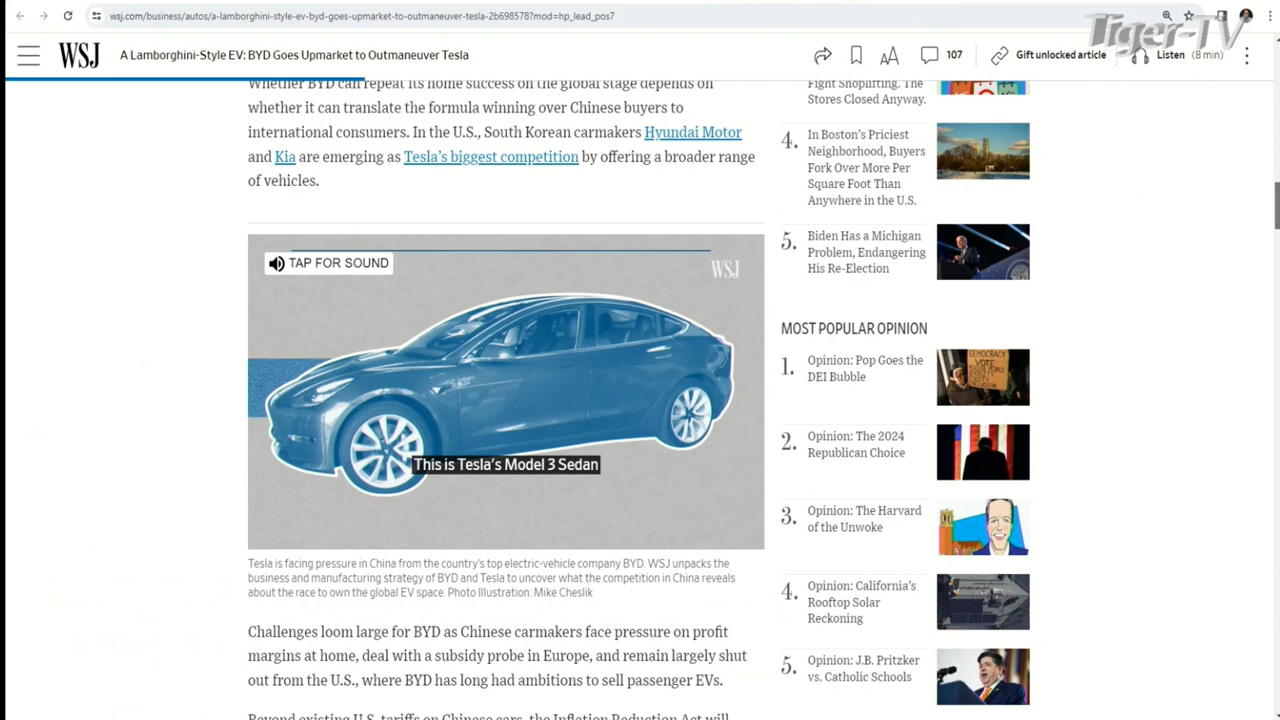 wsj.com/business/autos/a-lamborghini-style-ev-byd-goes-upmarket-to-outmaneuver-tesla-2b698578?mod=hp_lead_pos7
Tiger-TV
WSJ
A Lamborghini-Style EV: BYD Goes Upmarket to Outmaneuver Tesla
AA
107
Gift unlocked article
Listen (8 min)
Whether BYD can repeat its home success on the global stage depends on
whether it can translate the formula winning over Chinese buyers to
international consumers. In the U.S., South Korean carmakers Hyundai Motor
and Kia are emerging as Tesla's biggest competition by offering a broader range
of vehicles.
TAP FOR SOUND
WSJ
This is Tesla's Model 3 Sedan
Tesla is facing pressure in China from the country's top electric-vehicle company BYD. WSJ unpacks the
business and manufacturing strategy of BYD and Tesla to uncover what the competition in China reveals
about the race to own the global EV space. Photo Illustration: Mike Cheslik
Challenges loom large for BYD as Chinese carmakers face pressure on profit
margins at home, deal with a subsidy probe in Europe, and remain largely shut
out from the U.S., where BYD has long had ambitions to sell passenger EVs.
Beyond existing U.S. tariffs on Chinese cars, the Inflation Reduction Act will
Fight Shoplifting. The
Stores Closed Anyway.
4.
In Boston's Priciest
Neighborhood, Buyers
Fork Over More Per
Square Foot Than
Anywhere in the U.S.
5.
Biden Has a Michigan
Problem, Endangering
His Re-Election
MOST POPULAR OPINION
1.
Opinion: Pop Goes the
DEI Bubble
DEMOCRACY
VOTE
2.
Opinion: The 2024
Republican Choice
3.
Opinion: The Harvard
of the Unwoke
4.
Opinion: California's
Rooftop Solar
Reckoning
5.
Opinion: J.B. Pritzker
vs. Catholic Schools